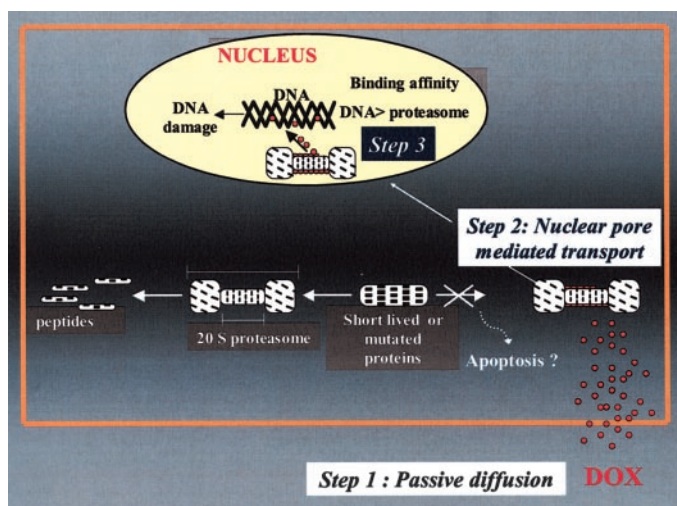 NUCLEUS
DNA
Binding affinity
DNA
damage
DNA> proteasome
Step 3
Step 2: Nuclear pore
mediated transport
peptides
20 S proteasome
Short lived or
mutated
proteins
Apoptosis ?
Step 1 : Passive diffusion
DOX